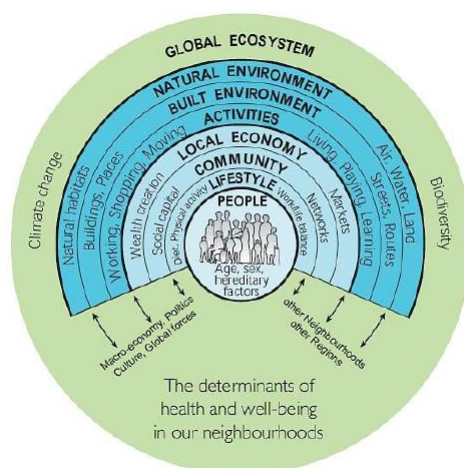 GLOBAL ECOSYSTEM
NATURAL ENVIRONMENT
BUILT ENVIRONMENT
ACTIVITIES
LOCAL ECONOMY
COMMUNITY
LIFESTYLE
PEOPLE
Age, sex,
hereditary
factors
Climate change
Natural habitats
Buildings, Places
Working, Shopping, Moving
Wealth creation
Social capital
Diet, Physical activity
Work/life balance
Networks
Markets
Living, Playing, Learning
Streets, Routes
Air, Water, Land
Biodiversity
Macro-economy, Politics
Culture, Global forces
other Neighbourhoods
other Regions
The determinants of
health and well-being
in our neighbourhoods